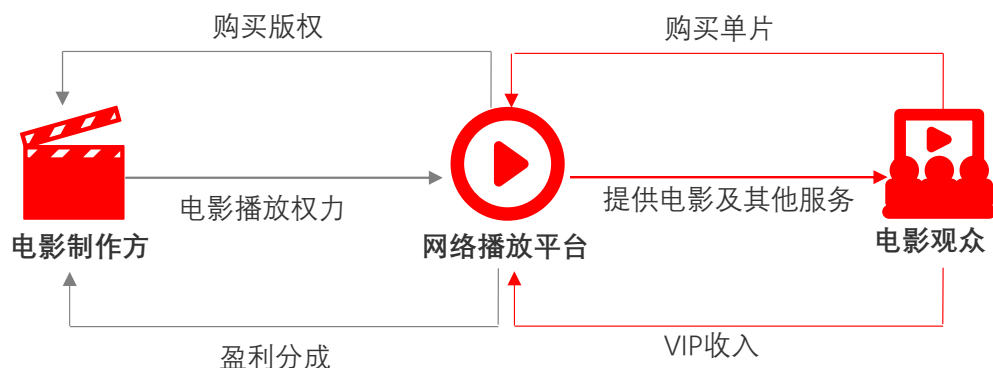 购买版权
购买单片
电影播放权力
提供电影及其他服务
电影制作方
网络播放平台
电影观众
盈利分成
VIP收入